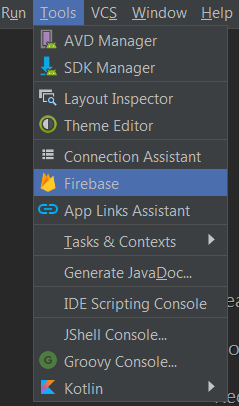 Run Tools VCS Window Help
AVD Manager
SDK Manager
Layout Inspector
Theme Editor
Connection Assistant
Firebase
App Links Assistant
Tasks & Contexts
Generate JavaDoc...
IDE Scripting Console
JShell Console...
G Groovy Console...
Kotlin